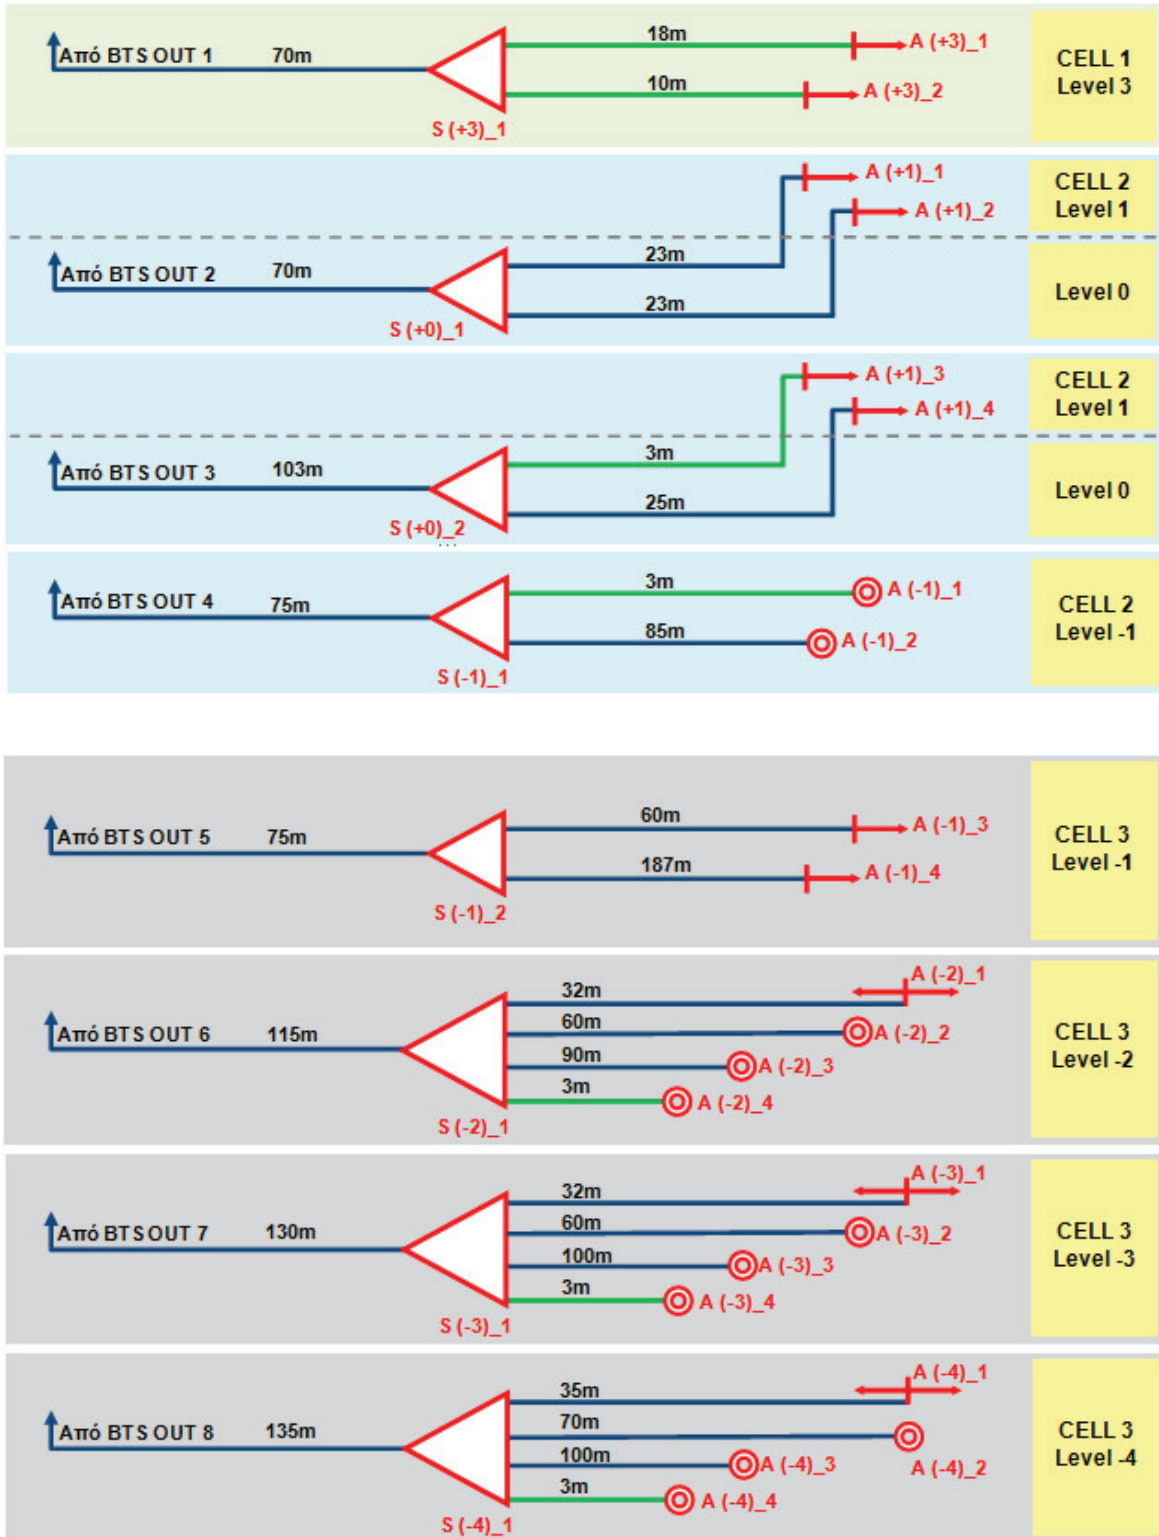 18m
A (+3)_1
Από BTS OUT 1
70m
10m
A (+3)_2
S (+3)_1
CELL 1
Level 3
A (+1)_1
A (+1)_2
CELL 2
Level 1
Από BTS OUT 2
70m
23m
23m
S (+0)_1
Level 0
A (+1)_3
A (+1)_4
CELL 2
Level 1
Από BTS OUT 3
103m
3m
25m
S (+0)_2
...
Level 0
Από BTS OUT 4
75m
3m
A (-1)_1
85m
A (-1)_2
S (-1)_1
CELL 2
Level -1
Από BTS OUT 5
75m
60m
A (-1)_3
187m
A (-1)_4
S (-1)_2
CELL 3
Level -1
Από BTS OUT 6
115m
32m
A (-2)_1
60m
A (-2)_2
90m
A (-2)_3
3m
A (-2)_4
S (-2)_1
CELL 3
Level -2
Από BTS OUT 7
130m
32m
A (-3)_1
60m
A (-3)_2
100m
A (-3)_3
3m
A (-3)_4
S (-3)_1
CELL 3
Level -3
Από BTS OUT 8
135m
35m
A (-4)_1
70m
A (-4)_2
100m
A (-4)_3
3m
A (-4)_4
S (-4)_1
CELL 3
Level -4